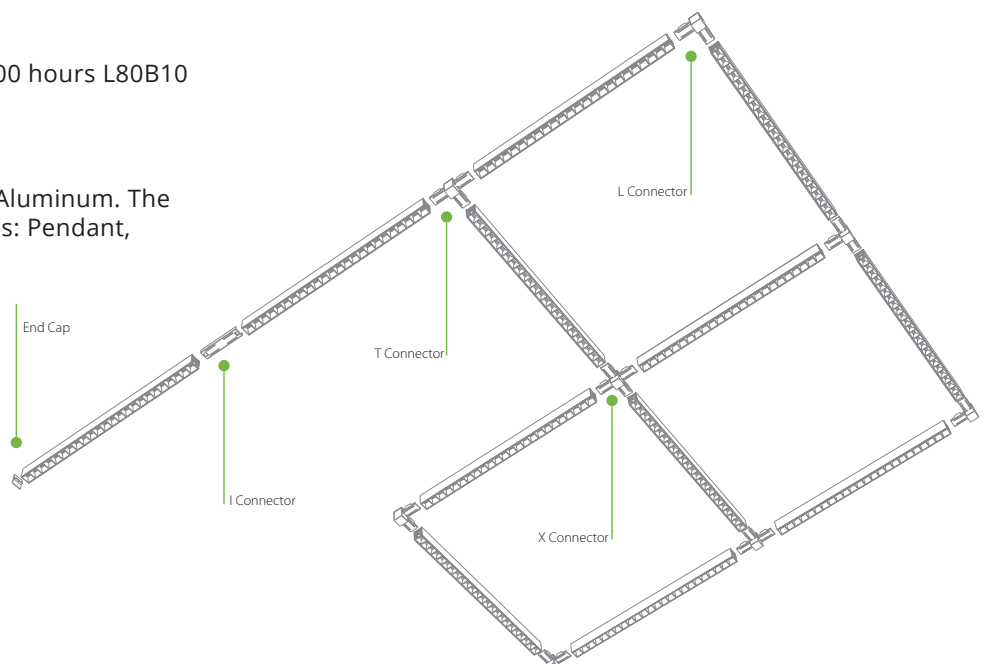 00 hours L80B10
Aluminum. The
s: Pendant,
L Connector
End Cap
T Connector
I Connector
X Connector